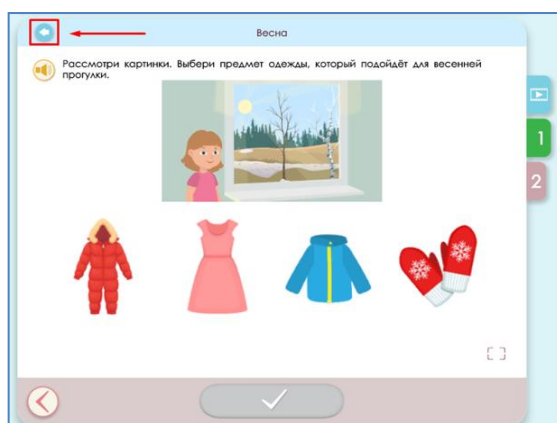 Весна
Рассмотри картинки. Выбери предмет одежды, который подойдёт для весенней
прогулки.
1
2